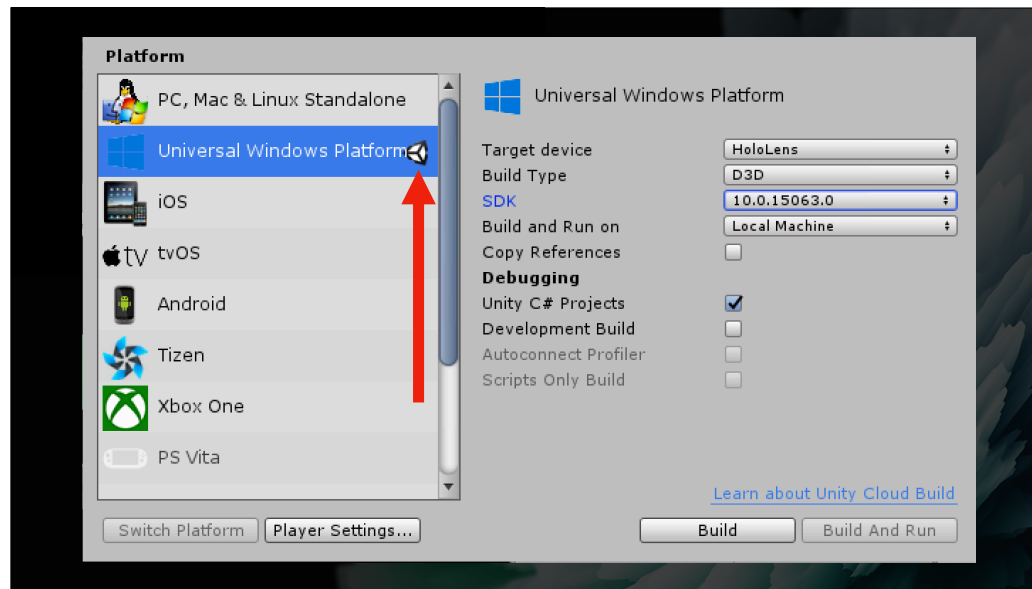 Platform
PC, Mac & Linux Standalone
Universal Windows Platform
iOS
tv tvOS
Android
Tizen
Xbox One
PS Vita
Switch Platform
Player Settings...
Universal Windows Platform
Target device HoloLens
Build Type D3D
SDK 10.0.15063.0
Build and Run on Local Machine
Copy References
Debugging
Unity C# Projects
Development Build
Autoconnect Profiler
Scripts Only Build
Learn about Unity Cloud Build
Build
Build And Run